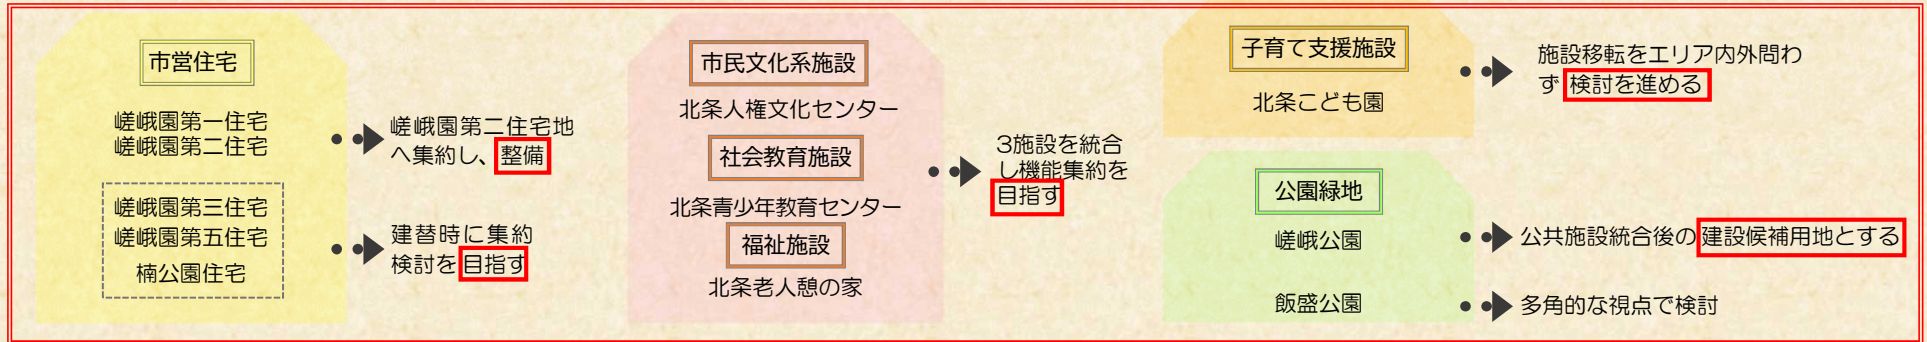 市営住宅
嵯峨園第一住宅
嵯峨園第二住宅
嵯峨園第二住宅地
へ集約し、整備
嵯峨園第三住宅
嵯峨園第五住宅
楠公園住宅
建替時に集約
検討を目指す
市民文化系施設
北条人権文化センター
社会教育施設
北条青少年教育センター
福祉施設
北条老人憩の家
3施設を統合
し機能集約を
目指す
子育て支援施設
北条こども園
施設移転をエリア内外問わ
ず検討を進める
公園緑地
嵯峨公園
公共施設統合後の建設候補用地とする
飯盛公園
多角的な視点で検討